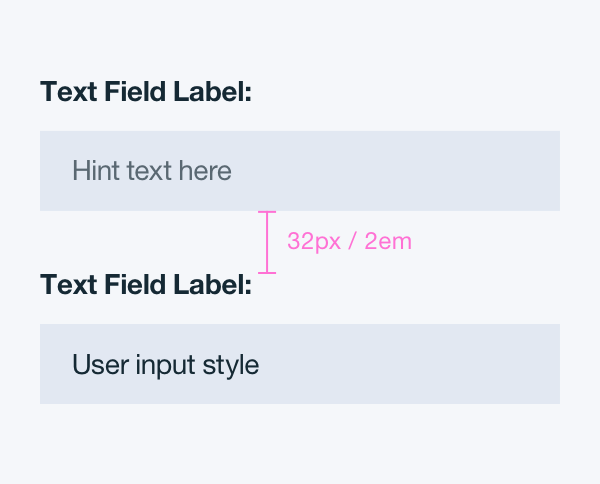 Text Field Label:
Hint text here
32px / 2em
Text Field Label:
User input style